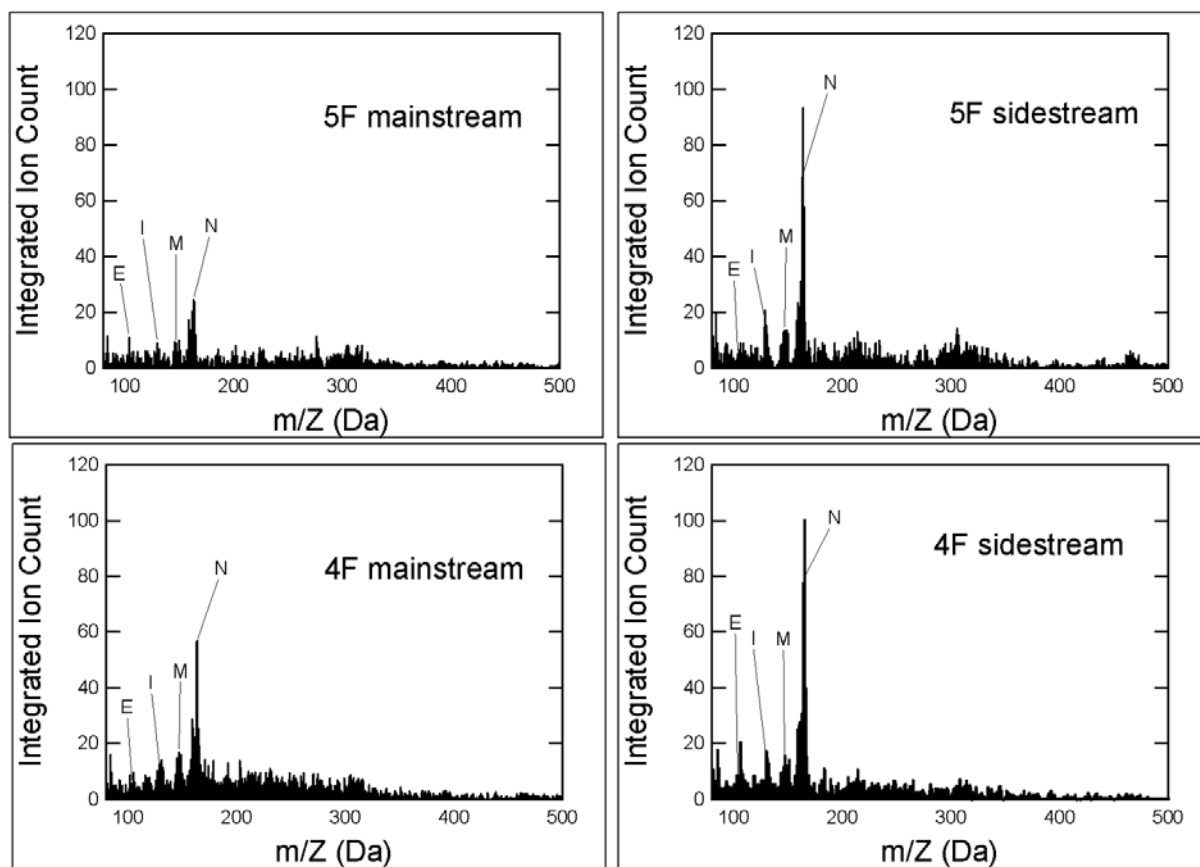 120
100
80
60
40
20
0
Integrated Ion Count
5F mainstream
N
I
M
E
100 200 300 400 500
m/Z (Da)
120
100
80
60
40
20
0
Integrated Ion Count
5F sidestream
N
M
I
E
100 200 300 400 500
m/Z (Da)
120
100
80
60
40
20
0
Integrated Ion Count
4F mainstream
N
M
I
E
100 200 300 400 500
m/Z (Da)
120
100
80
60
40
20
0
Integrated Ion Count
4F sidestream
N
E
I M
100 200 300 400 500
m/Z (Da)